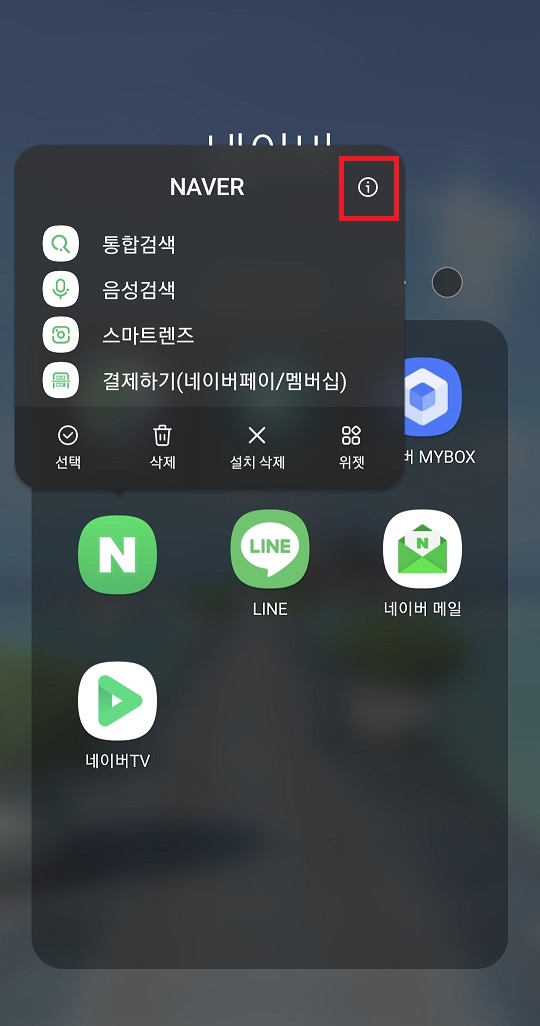 NAVER
통합검색
음성검색
스마트렌즈
결제하기(네이버페이/멤버십)
선택 삭제 설치 삭제 위젯
버 MYBOX
N
LINE
N
LINE 네이버 메일
네이버TV